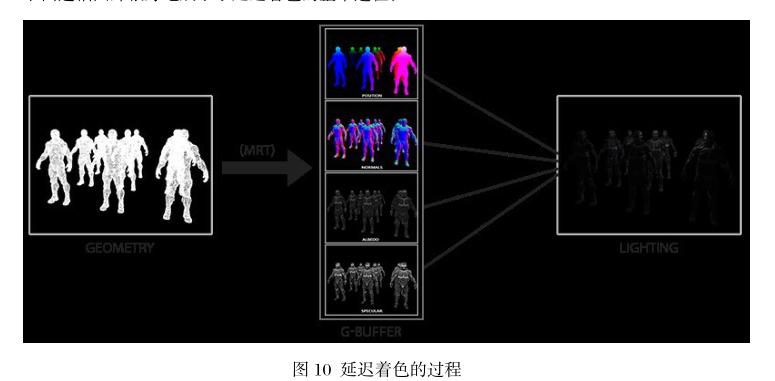 (MRT)
POSITION
NORMALS
ALBEDO
SPECULAR
GEOMETRY
LIGHTING
G-BUFFER
图 10 延迟着色的过程